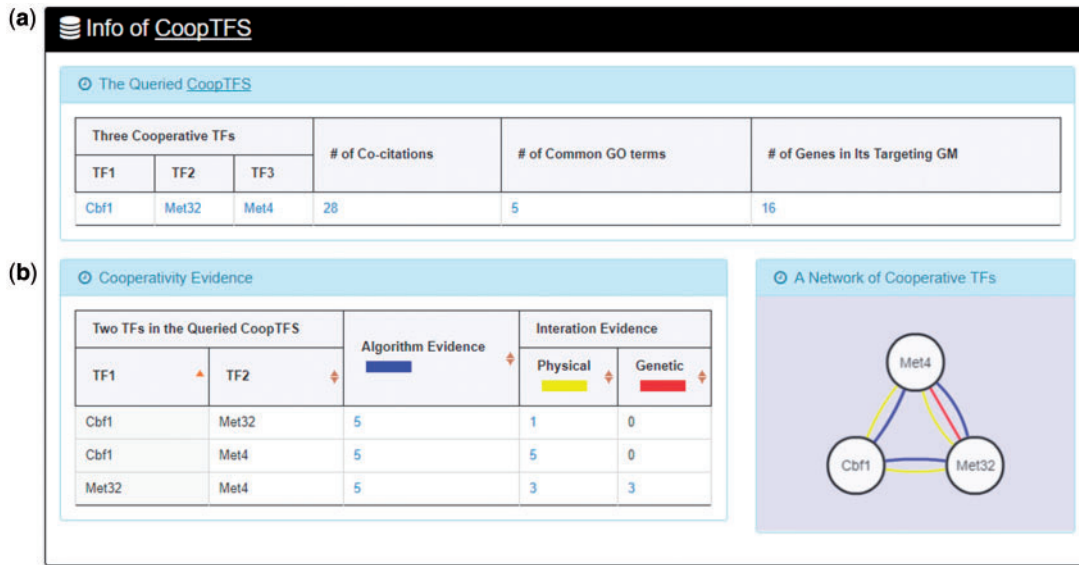 (a)
Info of CoopTFS
The Queried CoopTFS
Three Cooperative TFs # of Co-citations # of Common GO terms # of Genes in Its Targeting GM
TF1 TF2 TF3
Cbf1 Met32 Met4 28 5 16
(b)
Cooperativity Evidence
Two TFs in the Queried CoopTFS Algorithm Evidence Interation Evidence
TF1 TF2 Physical Genetic
Cbf1 Met32 5 1 0
Cbf1 Met4 5 5 0
Met32 Met4 5 3 3
A Network of Cooperative TFs
Met4
Cbf1 Met32